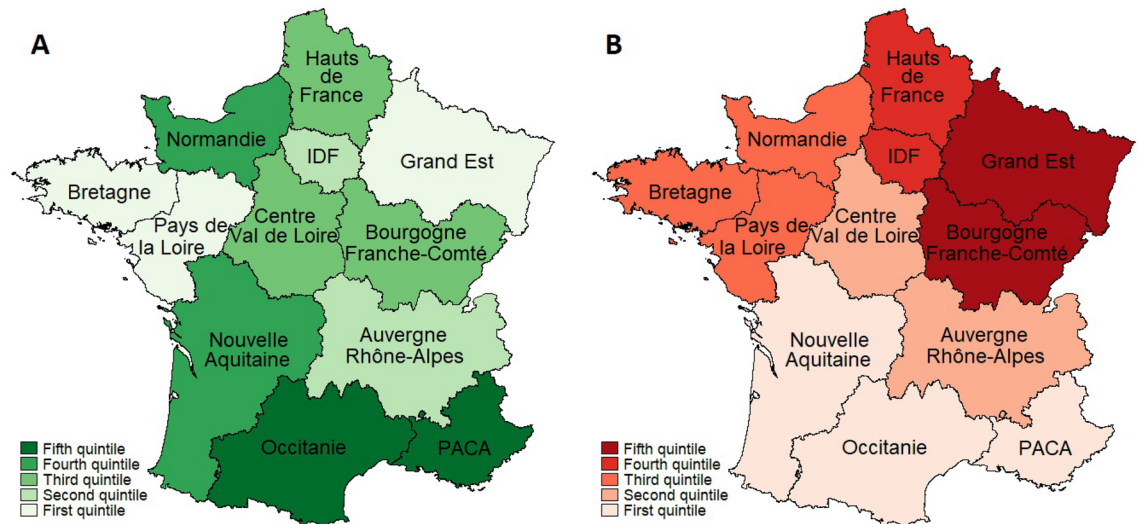 A
Hauts
de
France
Normandie
IDF
Grand Est
Bretagne
Pays de
la Loire
Centre
Val de Loire
Bourgogne
Franche-Comté
Nouvelle
Aquitaine
Auvergne
Rhône-Alpes
Occitanie
PACA
Fifth quintile
Fourth quintile
Third quintile
Second quintile
First quintile
B
Hauts
de
France
Normandie
IDF
Grand Est
Bretagne
Pays de
la Loire
Centre
Val de Loire
Bourgogne
Franche-Comté
Nouvelle
Aquitaine
Auvergne
Rhône-Alpes
Occitanie
PACA
Fifth quintile
Fourth quintile
Third quintile
Second quintile
First quintile